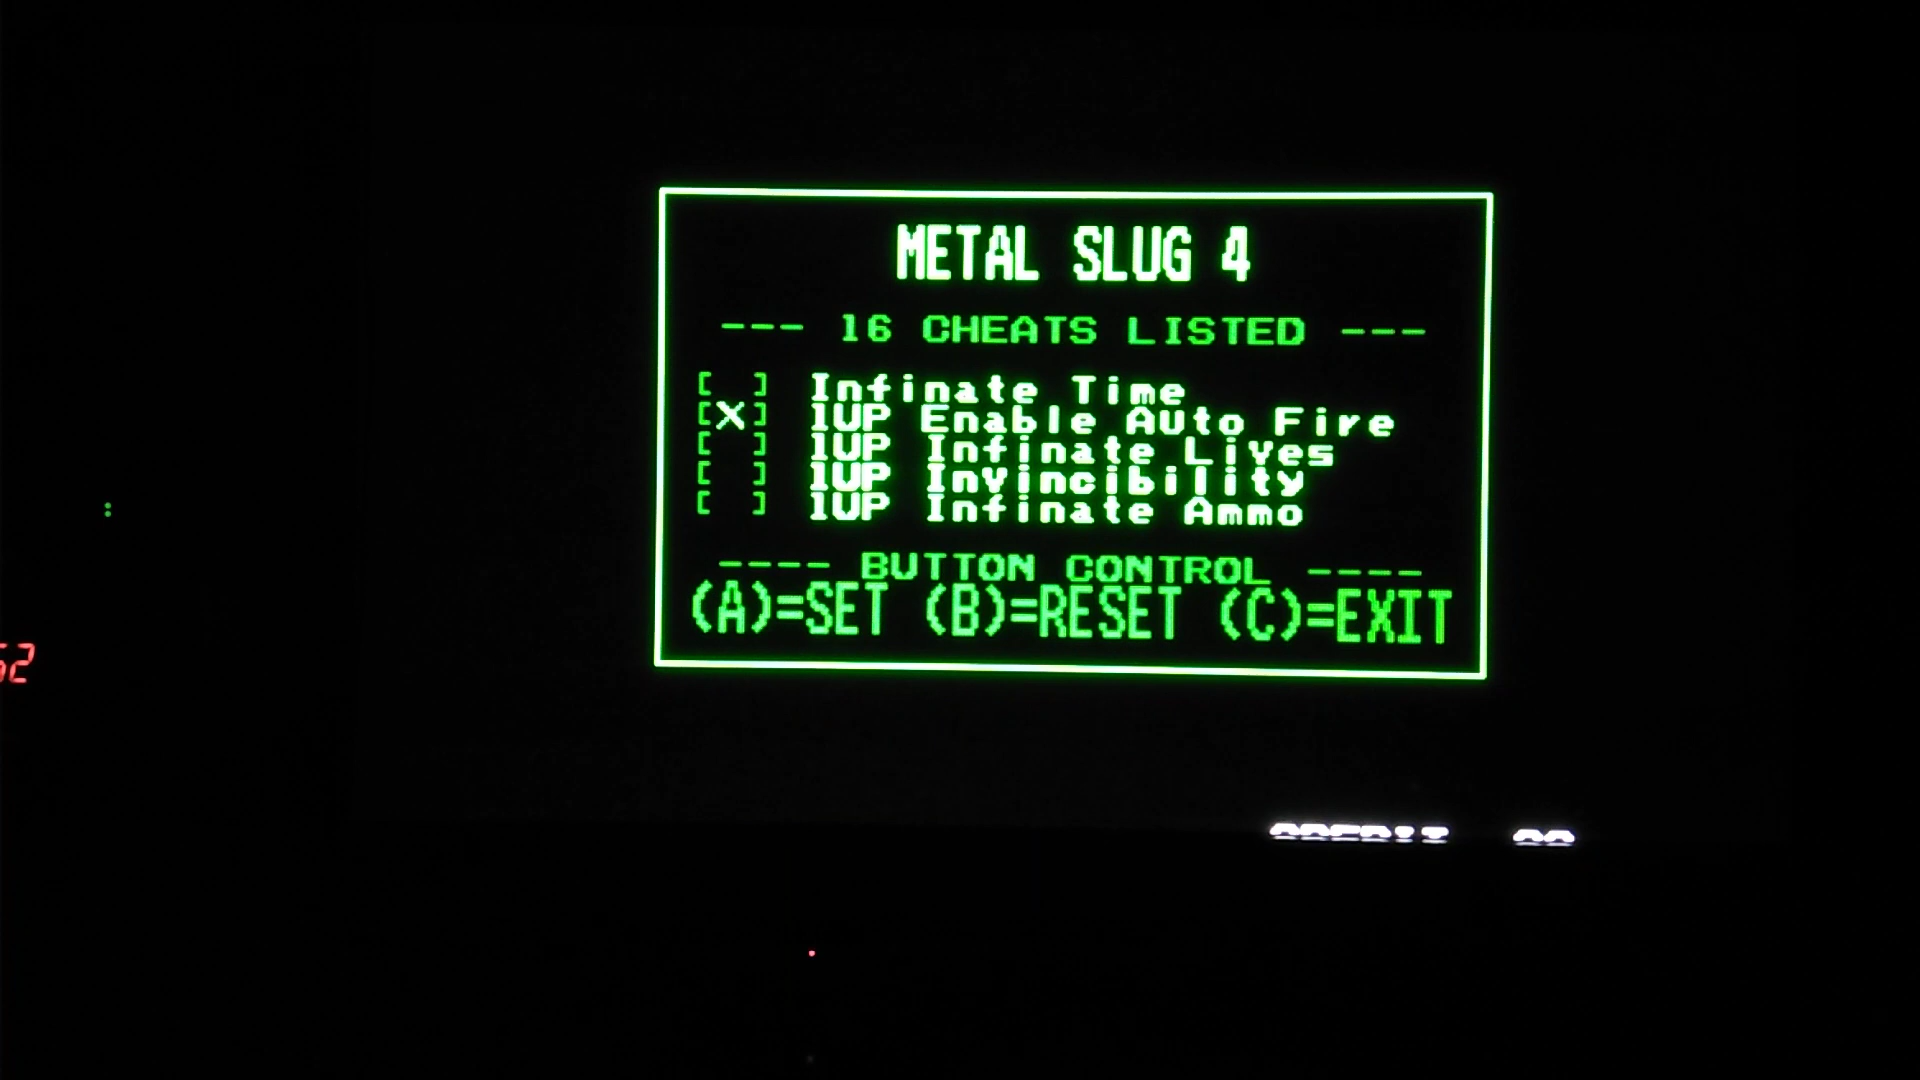 METAL SLUG 4
--- 16 CHEATS LISTED ---
[ ] Infinate Time
[X] 1UP Enable Auto Fire
[ ] 1UP Infinate Lives
[ ] 1UP Invincibility
[ ] 1UP Infinate Ammo
---- BUTTON CONTROL ----
(A)=SET (B)=RESET (C)=EXIT